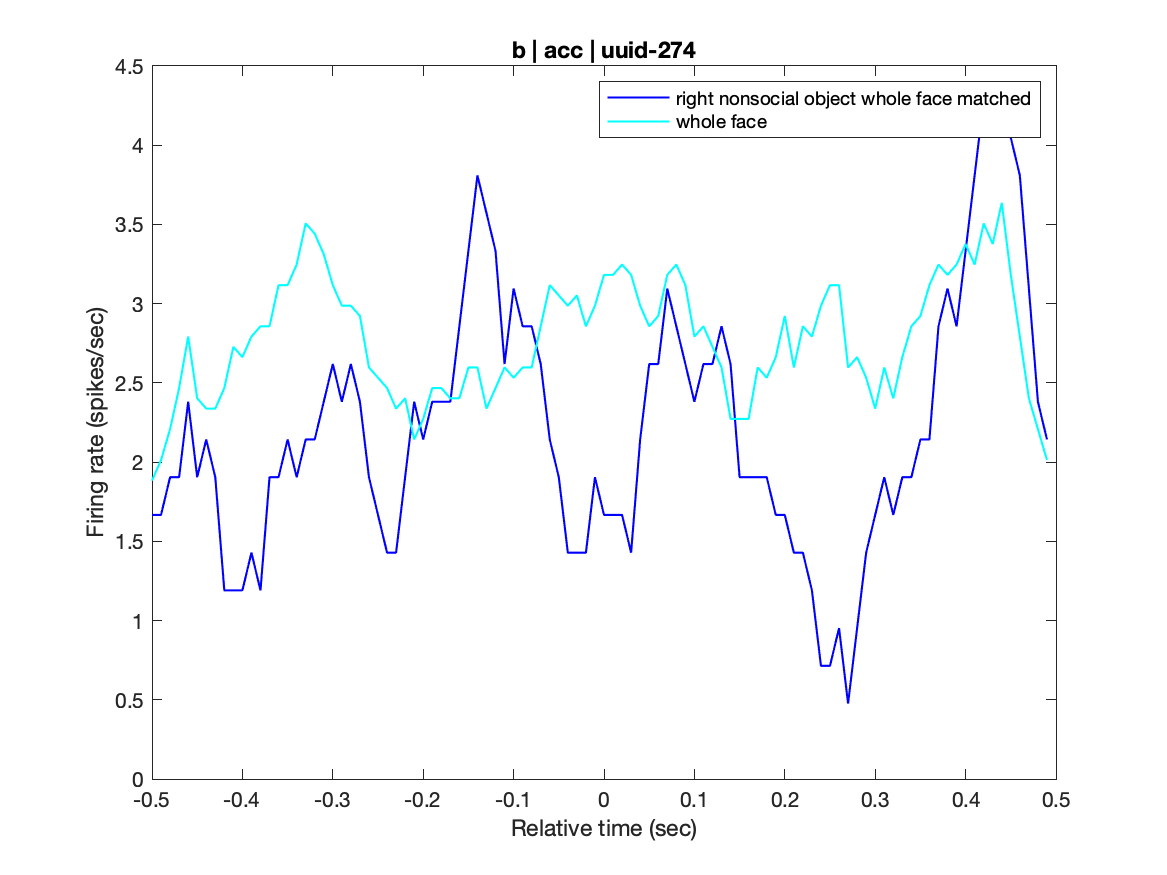 b | acc | uuid-274
right nonsocial object whole face matched
whole face
4.5
4
3.5
3
2.5
2
1.5
1
0.5
0
Firing rate (spikes/sec)
-0.5 -0.4 -0.3 -0.2 -0.1 0 0.1 0.2 0.3 0.4 0.5
Relative time (sec)